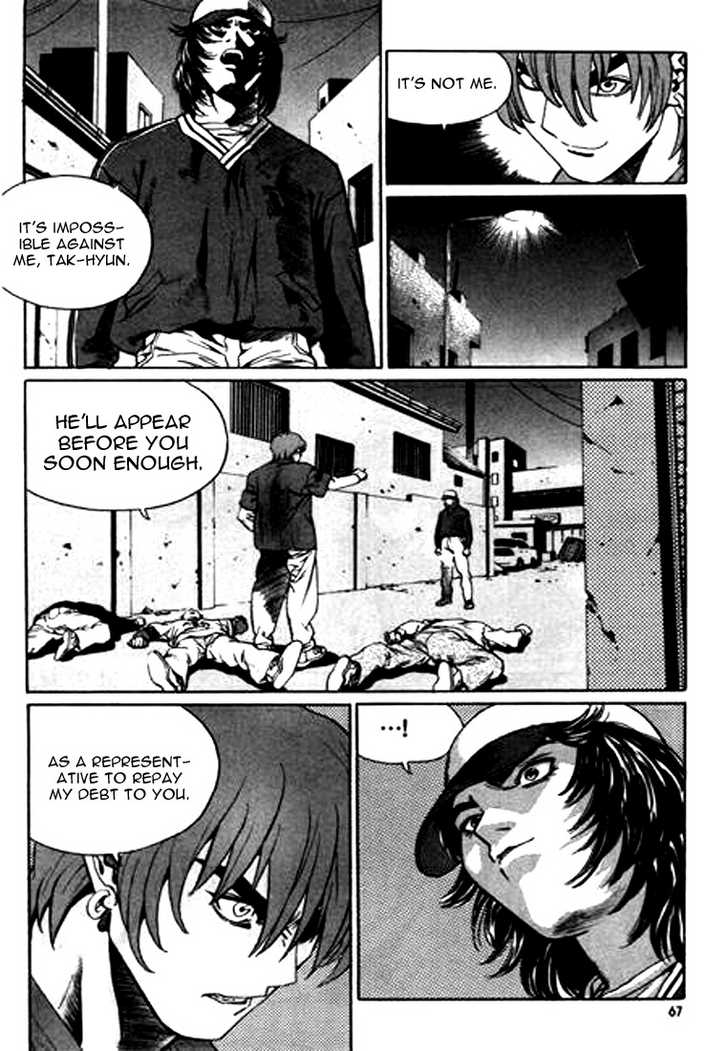 IT'S IMPOSS-
IBLE AGAINST
ME, TAK-HYUN.
IT'S NOT ME.
HE'LL APPEAR
BEFORE YOU
SOON ENOUGH.
AS A REPRESENT-
ATIVE TO REPAY
MY DEBT TO YOU.
...!
67